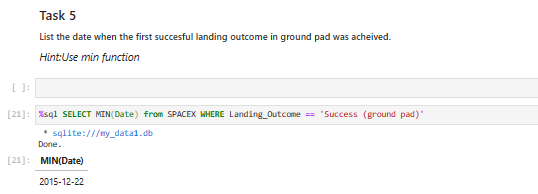 Task 5
List the date when the first succesful landing outcome in ground pad was acheived.
Hint:Use min function
[ ]:
[21]: %sql SELECT MIN(Date) from SPACEX WHERE Landing_Outcome == 'Success (ground pad)'
* sqlite:///my_data1.db
Done.
[21]: MIN(Date)
2015-12-22